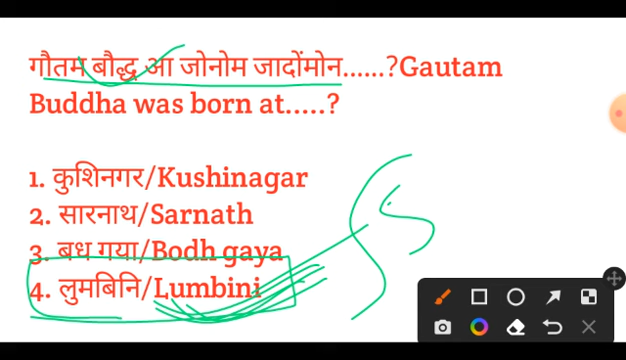 गौतम बौद्ध आ जोनोम जादोंमोन......?Gautam
Buddha was born at.....?
1. कुशिनगर/Kushinagar
2. सारनाथ/Sarnath
3. बध गया/Bodh gaya
4. लुमबिनि/Lumbini